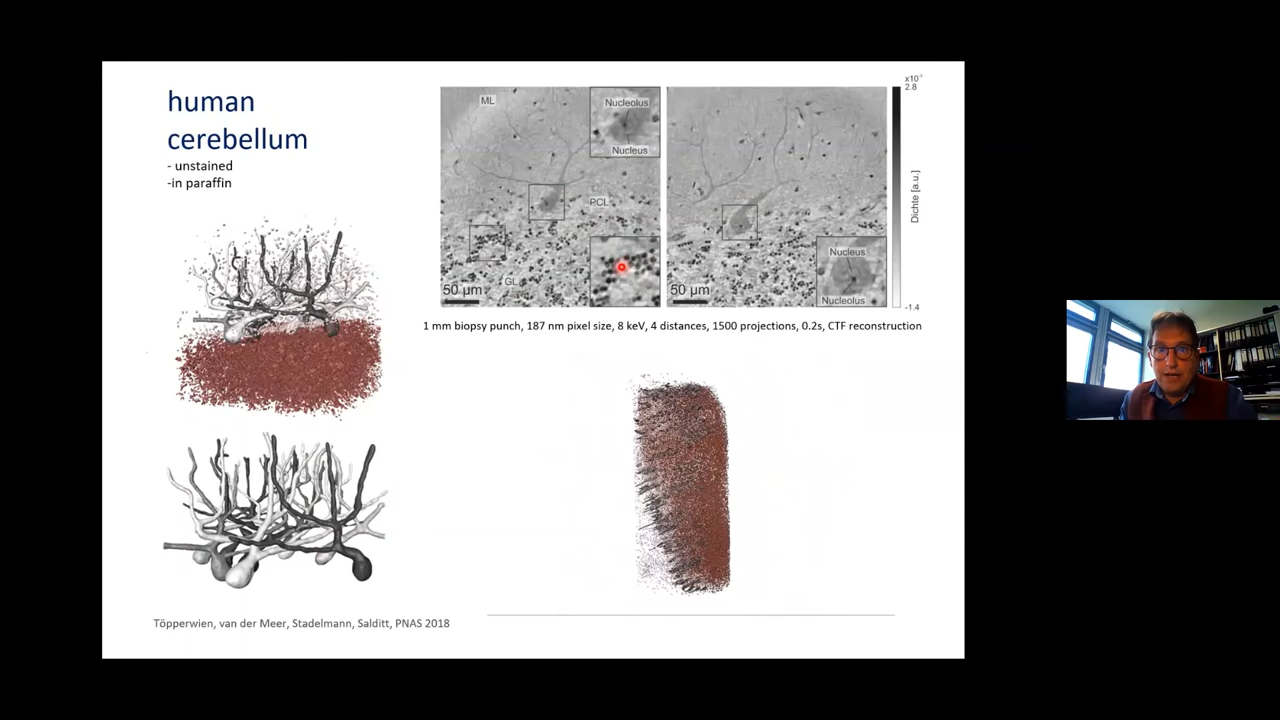 human
cerebellum
- unstained
-in paraffin
ML
Nucleolus
Nucleus
PCL
GL
50 µm
Nucleus
Nucleolus
50 µm
x10⁻¹
2.8
Dichte [a.u.]
-1.4
1 mm biopsy punch, 187 nm pixel size, 8 keV, 4 distances, 1500 projections, 0.2s, CTF reconstruction
Töpperwien, van der Meer, Stadelmann, Salditt, PNAS 2018